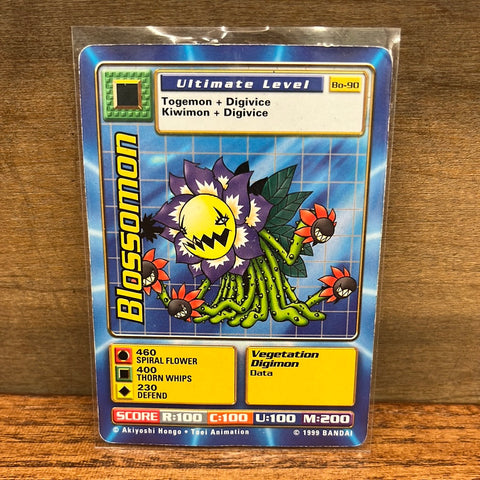 Ultimate Level
Bo-90
Togemon + Digivice
Kiwimon + Digivice
Blossomon
460
SPIRAL FLOWER
400
THORN WHIPS
230
DEFEND
Vegetation
Digimon
Data
SCORE R:100 C:100 U:100 M:200
© Akiyoshi Hongo • Toei Animation
© 1999 BANDAI